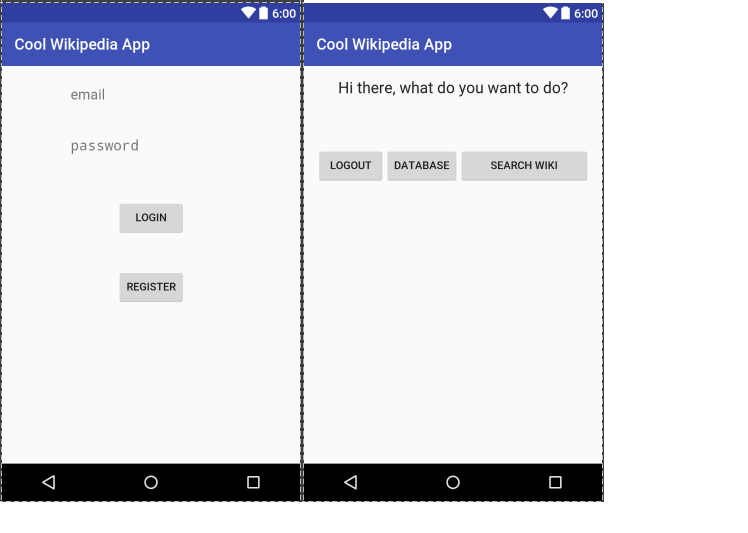 6:00
Cool Wikipedia App
email
password
LOGIN
REGISTER
6:00
Cool Wikipedia App
Hi there, what do you want to do?
LOGOUT DATABASE SEARCH WIKI